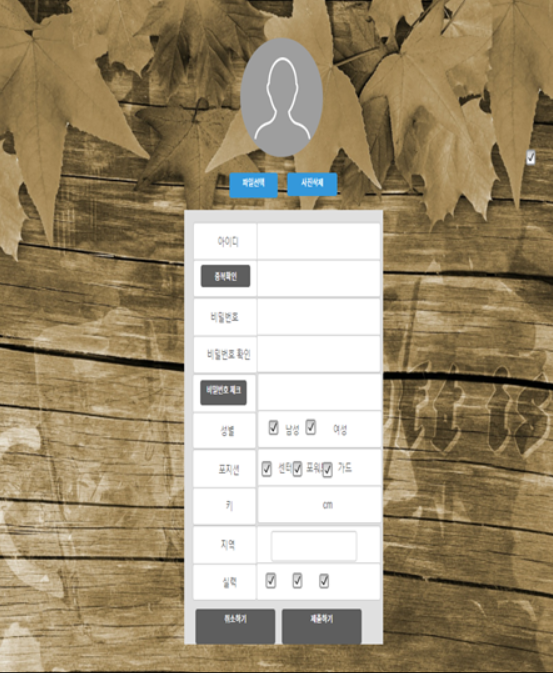 파일선택 사진삭제
아이디
중복확인
비밀번호
비밀번호 확인
비밀번호 체크
성별 남성 여성
포지션 센터 포워드 가드
키 cm
지역
실력
취소하기 제출하기